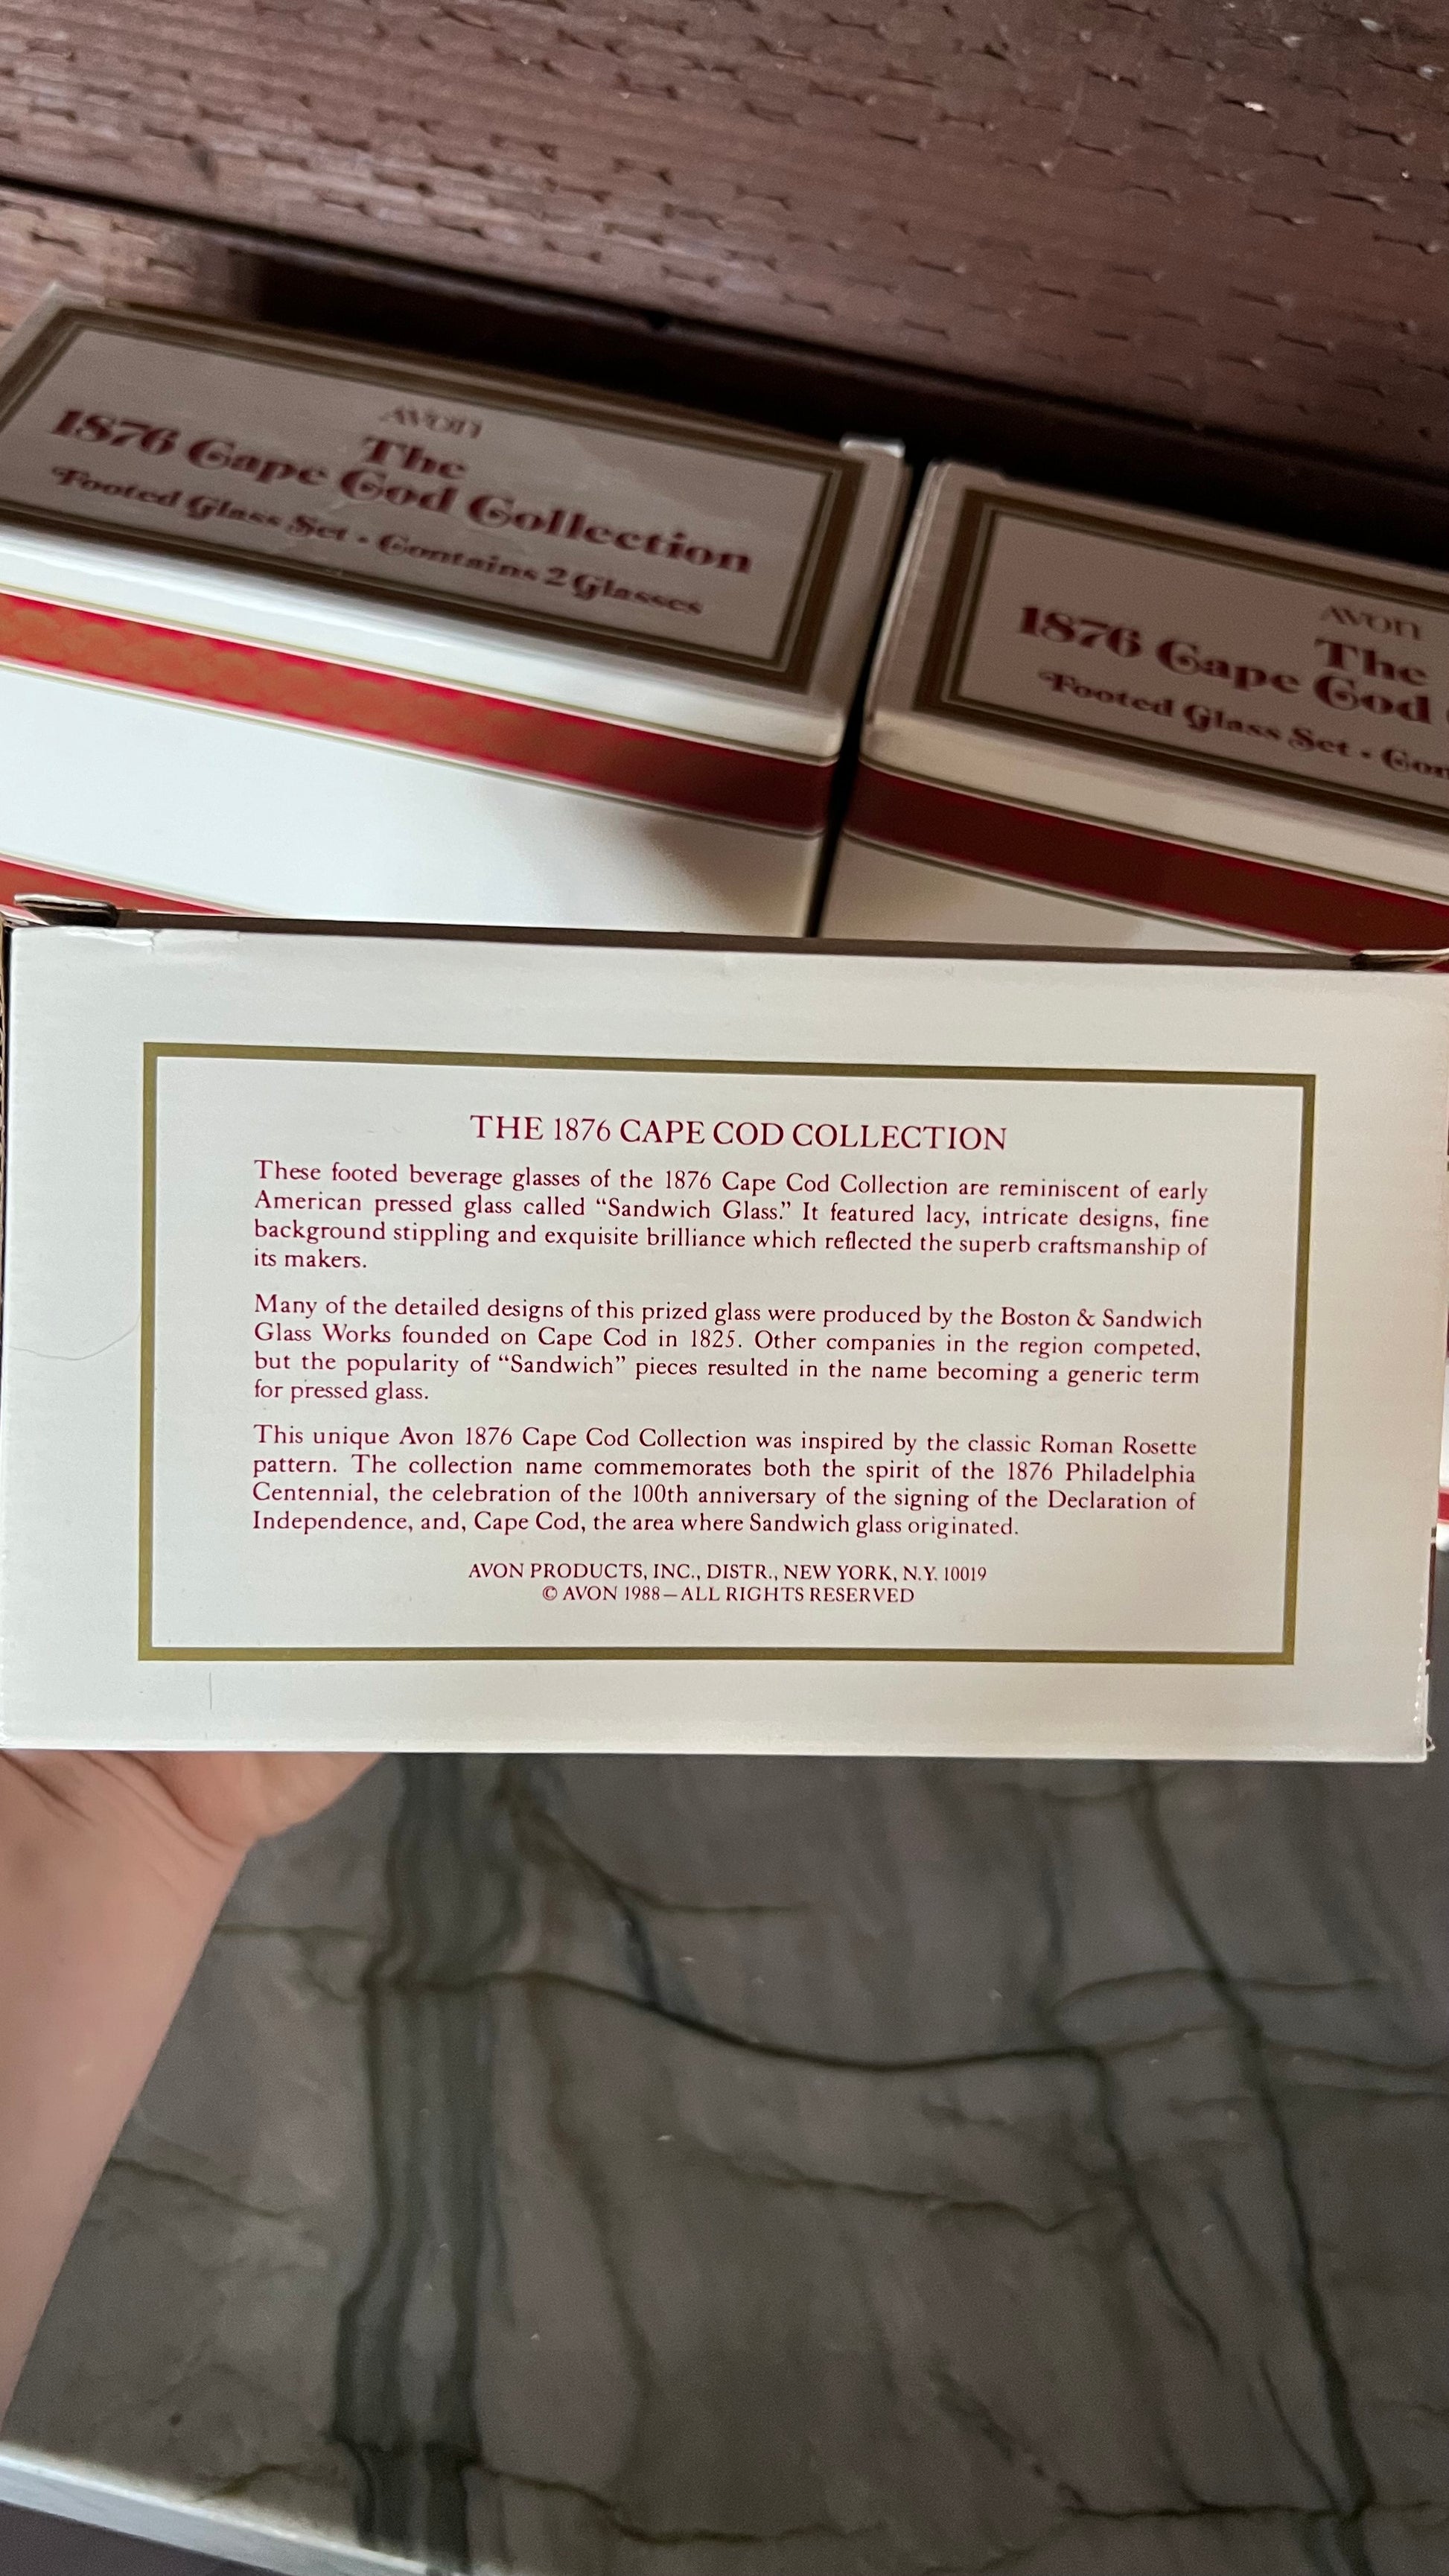 AVON
The
1876 Cape Cod Collection
Footed Glass Set • Contains 2 Glasses
AVON
The
1876 Cape Cod
Footed Glass Set •
THE 1876 CAPE COD COLLECTION
These footed beverage glasses of the 1876 Cape Cod Collection are reminiscent of early
American pressed glass called “Sandwich Glass.” It featured lacy, intricate designs, fine
background stippling and exquisite brilliance which reflected the superb craftsmanship of
its makers.
Many of the detailed designs of this prized glass were produced by the Boston & Sandwich
Glass Works founded on Cape Cod in 1825. Other companies in the region competed,
but the popularity of “Sandwich” pieces resulted in the name becoming a generic term
for pressed glass.
This unique Avon 1876 Cape Cod Collection was inspired by the classic Roman Rosette
pattern. The collection name commemorates both the spirit of the 1876 Philadelphia
Centennial, the celebration of the 100th anniversary of the signing of the Declaration of
Independence, and, Cape Cod, the area where Sandwich glass originated.
AVON PRODUCTS, INC., DISTR., NEW YORK, N.Y. 10019
© AVON 1988—ALL RIGHTS RESERVED